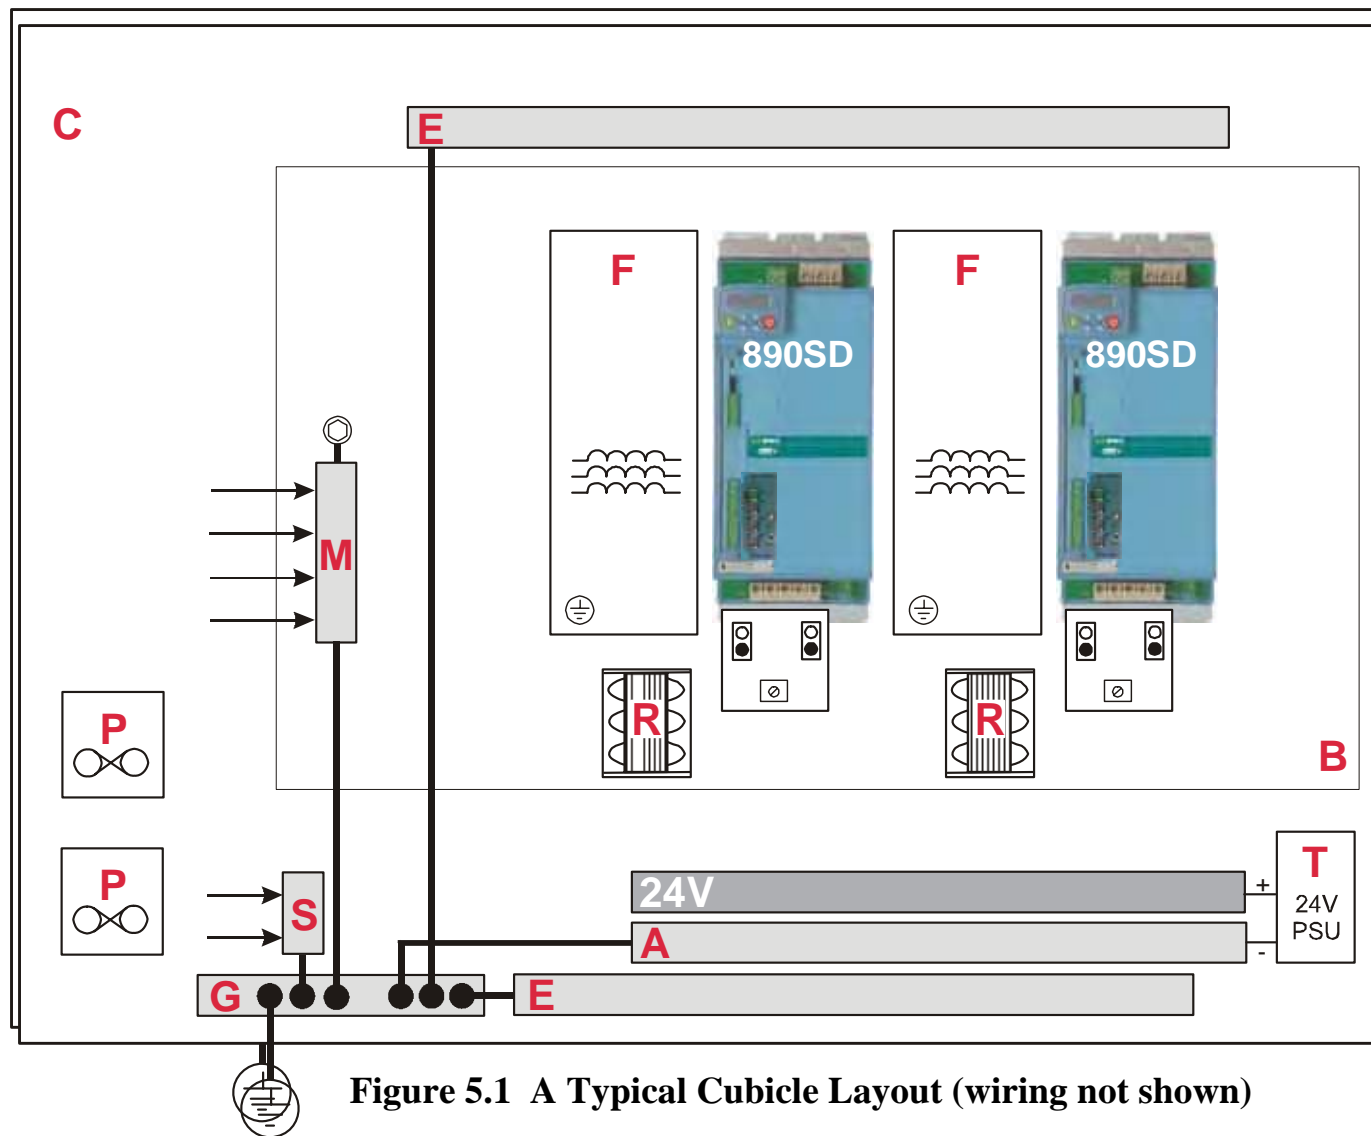 C
E
F
F
890SD
890SD
M
R
R
B
P
P
S
24V
A
T
24V
PSU
+
-
G
E
Figure 5.1 A Typical Cubicle Layout (wiring not shown)